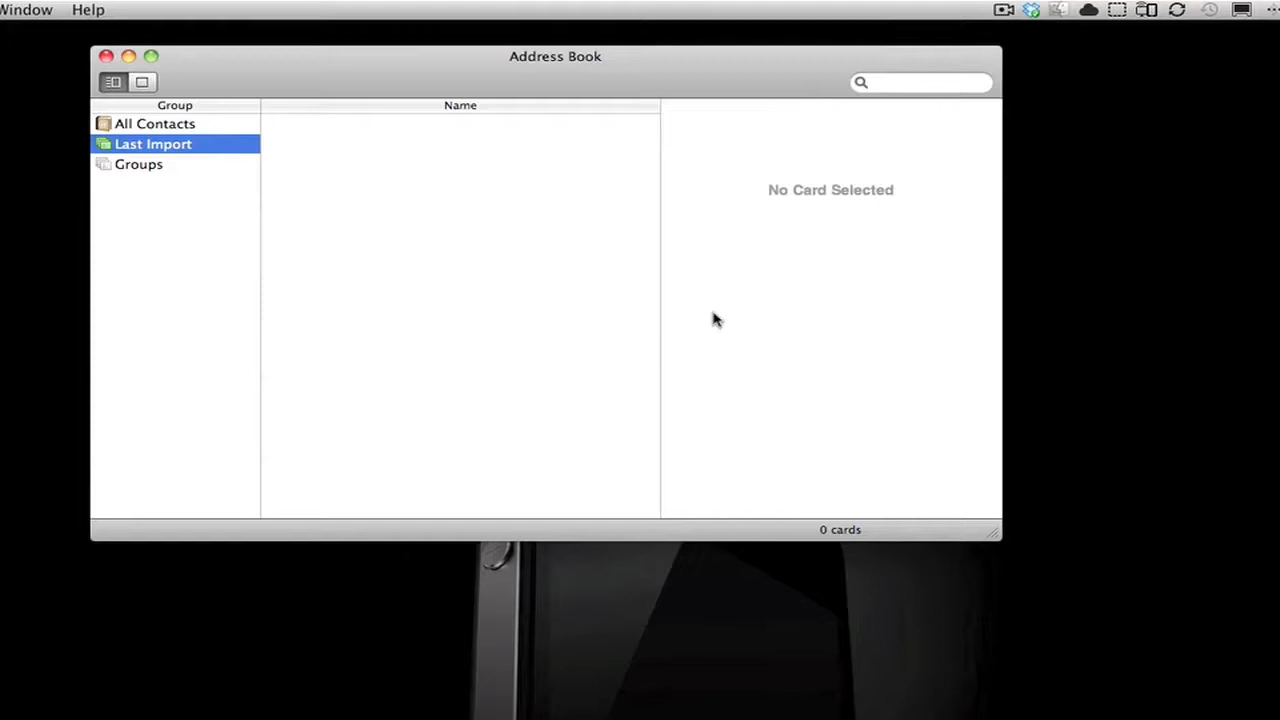 Window Help
Address Book
Group Name
All Contacts
Last Import
Groups
No Card Selected
0 cards